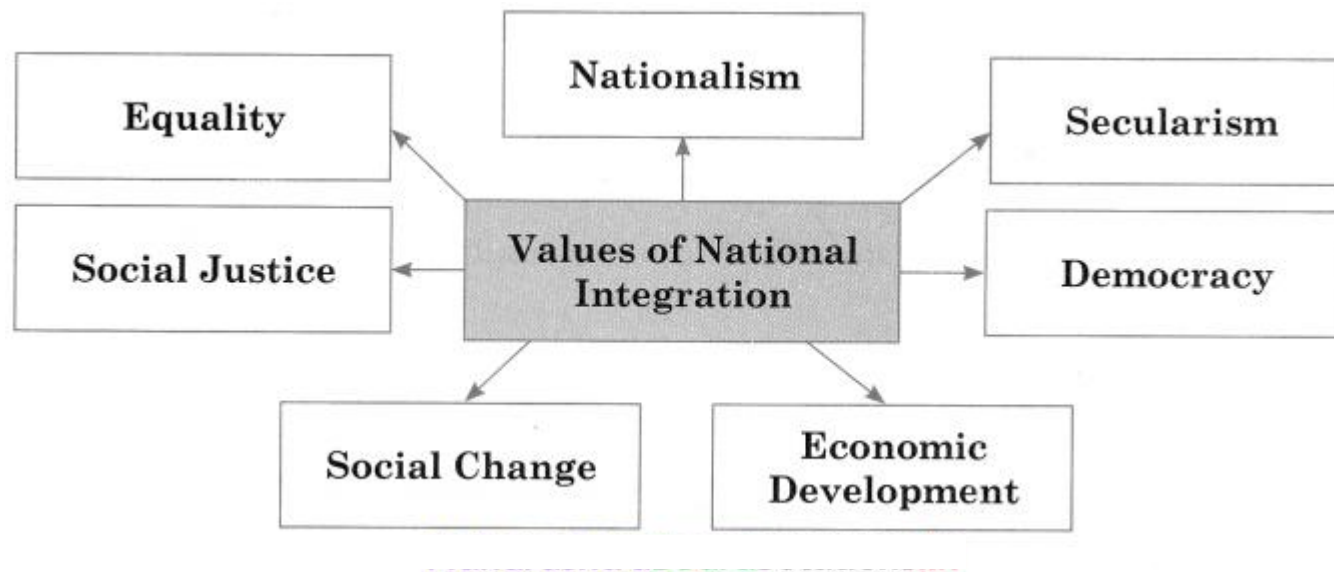 Nationalism
Equality
Secularism
Values of National
Integration
Social Justice
Democracy
Social Change
Economic
Development